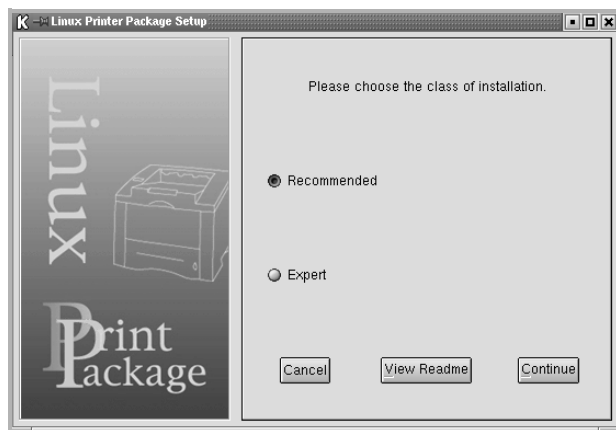 K Linux Printer Package Setup
Linux
Print
Package
Please choose the class of installation.
Recommended
Expert
Cancel
View Readme
Continue